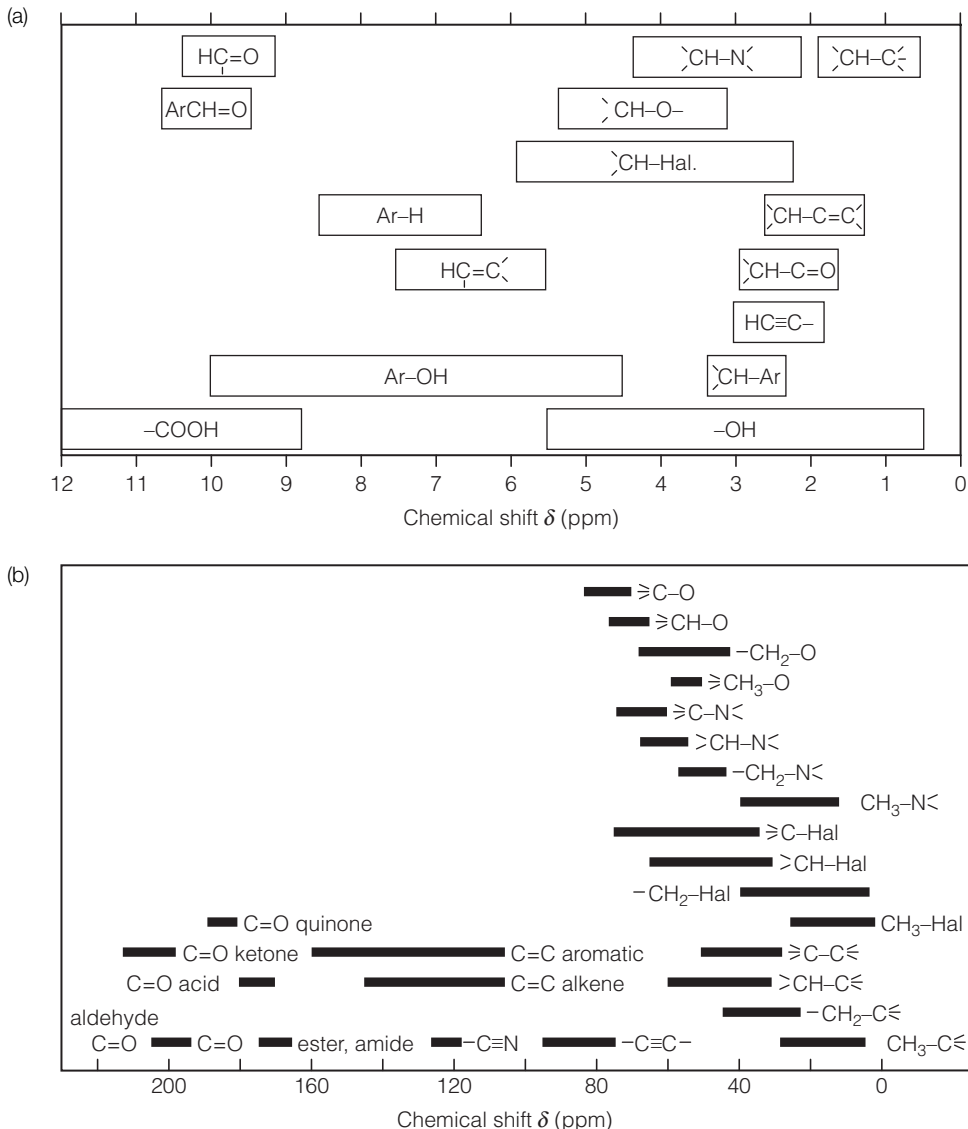 (a)
HC=O
CH–N
CH–C
ArCH=O
CH–O–
CH–Hal.
Ar–H
CH–C=C
HC=C
CH–C=O
HC≡C–
Ar–OH
CH–Ar
–COOH
–OH
12 11 10 9 8 7 6 5 4 3 2 1 0
Chemical shift δ (ppm)
(b)
C–O
CH–O
–CH₂–O
CH₃–O
C–N
CH–N
–CH₂–N
CH₃–N
C–Hal
CH–Hal
–CH₂–Hal
C=O quinone
CH₃–Hal
C=O ketone
C=C aromatic
C–C
C=O acid
C=C alkene
CH–C
–CH₂–C
aldehyde
C=O
C=O
ester, amide
–C≡N
–C≡C–
CH₃–C
200 160 120 80 40 0
Chemical shift δ (ppm)